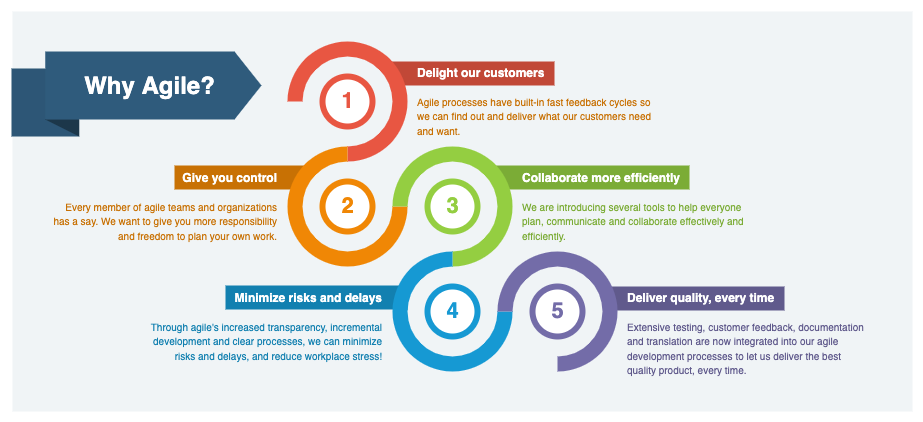 Why Agile?
1
Delight our customers
Agile processes have built-in fast feedback cycles so
we can find out and deliver what our customers need
and want.
Give you control
2
Every member of agile teams and organizations
has a say. We want to give you more responsibility
and freedom to plan your own work.
3
Collaborate more efficiently
We are introducing several tools to help everyone
plan, communicate and collaborate effectively and
efficiently.
Minimize risks and delays
4
Through agile's increased transparency, incremental
development and clear processes, we can minimize
risks and delays, and reduce workplace stress!
5
Deliver quality, every time
Extensive testing, customer feedback, documentation
and translation are now integrated into our agile
development processes to let us deliver the best
quality product, every time.